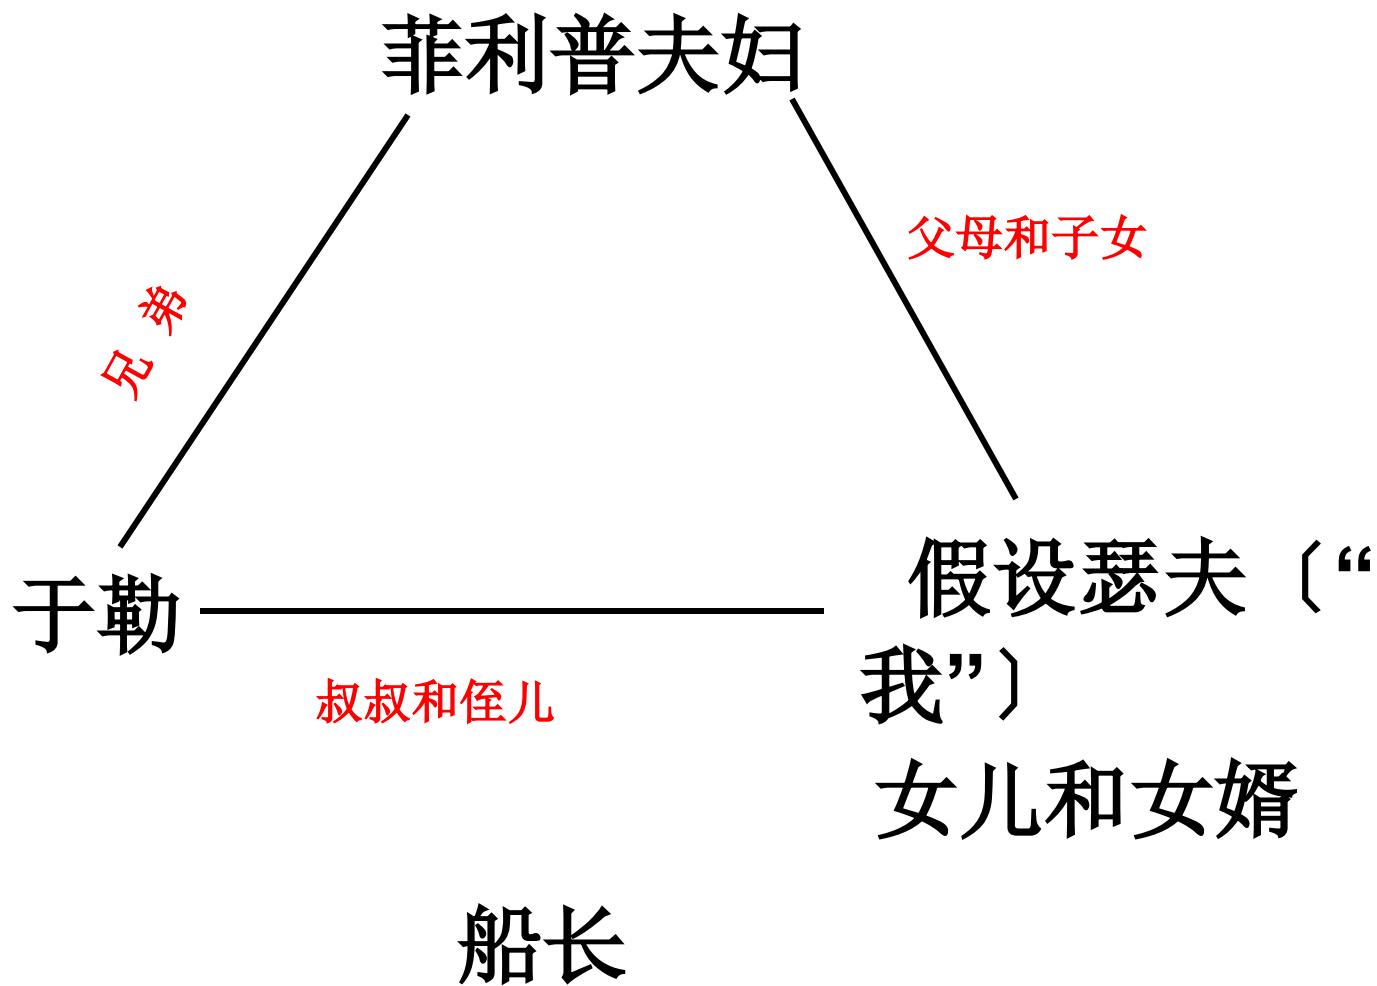 菲利普夫妇
父母和子女
兄 弟
于勒
假设瑟夫〔“
我”〕
叔叔和侄儿
女儿和女婿
船长